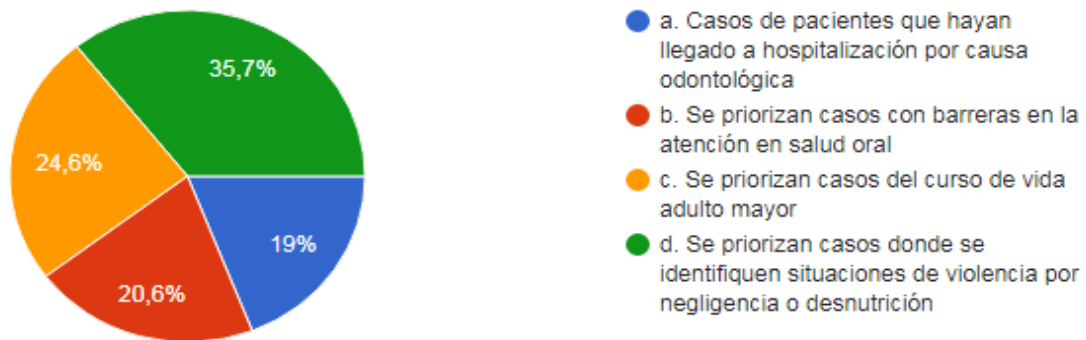 35,7%
24,6%
20,6%
19%
a. Casos de pacientes que hayan
llegado a hospitalización por causa
odontológica
b. Se priorizan casos con barreras en la
atención en salud oral
c. Se priorizan casos del curso de vida
adulto mayor
d. Se priorizan casos donde se
identifiquen situaciones de violencia por
negligencia o desnutrición